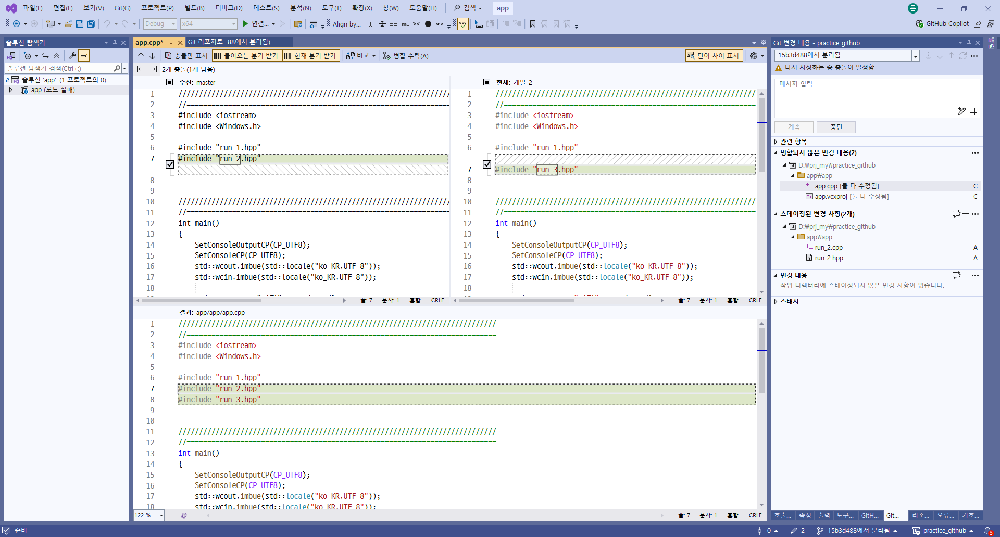 파일(F) 편집(E) 보기(V) Git(G) 프로젝트(P) 빌드(B) 디버그(D) 테스트(S) 분석(N) 도구(T) 확장(X) 창(W) 도움말(H) 검색 app
Debug x64 연결... Align by... GitHub Copilot
솔루션 탐색기
솔루션 탐색기 검색(Ctrl+;)
솔루션 'app' (1 프로젝트의 0)
app (로드 실패)
app.cpp* Git 리포지토...88에서 분리됨)
충돌만 표시 들어오는 분기 받기 현재 분기 받기 비교 병합 수락(A) 단어 차이 표시
2개 충돌(1개 남음)
수신: master
1 //////////////////////////////////////////////////////////////////
2 //================================================================
3 #include <iostream>
4 #include <Windows.h>
5
6 #include "run_1.hpp"
7 #include "run_2.hpp"
8
9
10 //////////////////////////////////////////////////////////////////
11 //================================================================
12 int main()
13 {
14 SetConsoleOutputCP(CP_UTF8);
15 SetConsoleCP(CP_UTF8);
16 std::wcout.imbue(std::locale("ko_KR.UTF-8"));
17 std::wcin.imbue(std::locale("ko_KR.UTF-8"));
18
줄: 7 문자: 1 혼합 CRLF
현재: 개발-2
1 ///////////////////////////////////////////////////////////////
2 //=============================================================
3 #include <iostream>
4 #include <Windows.h>
5
6 #include "run_1.hpp"
7 #include "run_3.hpp"
8
9
10 ///////////////////////////////////////////////////////////////
11 //=============================================================
12 int main()
13 {
14 SetConsoleOutputCP(CP_UTF8);
15 SetConsoleCP(CP_UTF8);
16 std::wcout.imbue(std::locale("ko_KR.UTF-8"));
17 std::wcin.imbue(std::locale("ko_KR.UTF-8"));
18
줄: 7 문자: 1 혼합 CRLF
결과: app/app/app.cpp
1 /////////////////////////////////////////////////////////////////////////////
2 //===========================================================================
3 #include <iostream>
4 #include <Windows.h>
5
6 #include "run_1.hpp"
7 #include "run_2.hpp"
8 #include "run_3.hpp"
9
10
11 /////////////////////////////////////////////////////////////////////////////
12 //===========================================================================
13 int main()
14 {
15 SetConsoleOutputCP(CP_UTF8);
16 SetConsoleCP(CP_UTF8);
17 std::wcout.imbue(std::locale("ko_KR.UTF-8"));
18 std::wcin.imbue(std::locale("ko_KR.UTF-8"));
122 % 줄: 7 문자: 1 혼합 CRLF
Git 변경 내용 - practice_github
15b3d488에서 분리됨
다시 지정하는 중 충돌이 발생함
메시지 입력
계속 중단
관련 항목
병합되지 않은 변경 내용(2)
D:₩prj_my₩practice_github
app₩app
app.cpp [둘 다 수정됨] C
app.vcxproj [둘 다 수정됨] C
스테이징된 변경 사항(2개)
D:₩prj_my₩practice_github
app₩app
run_2.cpp A
run_2.hpp A
변경 내용
작업 디렉터리에 스테이징되지 않은 변경 사항이 없습니다.
스태시
호출... 속성 출력 도구... GitH... Git... 리소... 오류... 기호...
준비 0 2 15b3d488에서 분리됨 practice_github 3